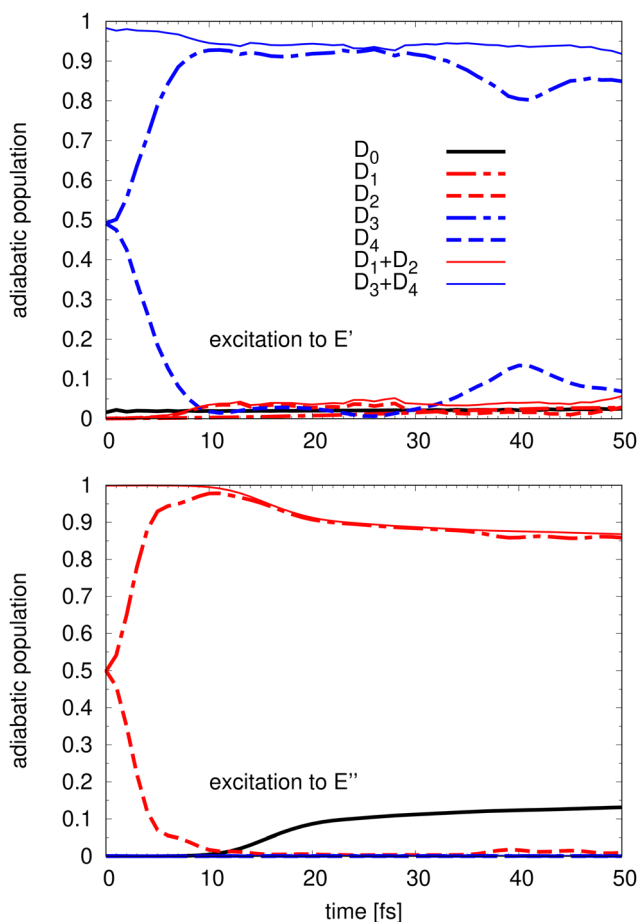 1
0.9
0.8
0.7
0.6
0.5
0.4
0.3
0.2
0.1
0
adiabatic population
D0
D1
D2
D3
D4
D1+D2
D3+D4
excitation to E'
0 10 20 30 40 50
1
0.9
0.8
0.7
0.6
0.5
0.4
0.3
0.2
0.1
0
adiabatic population
excitation to E''
0 10 20 30 40 50
time [fs]